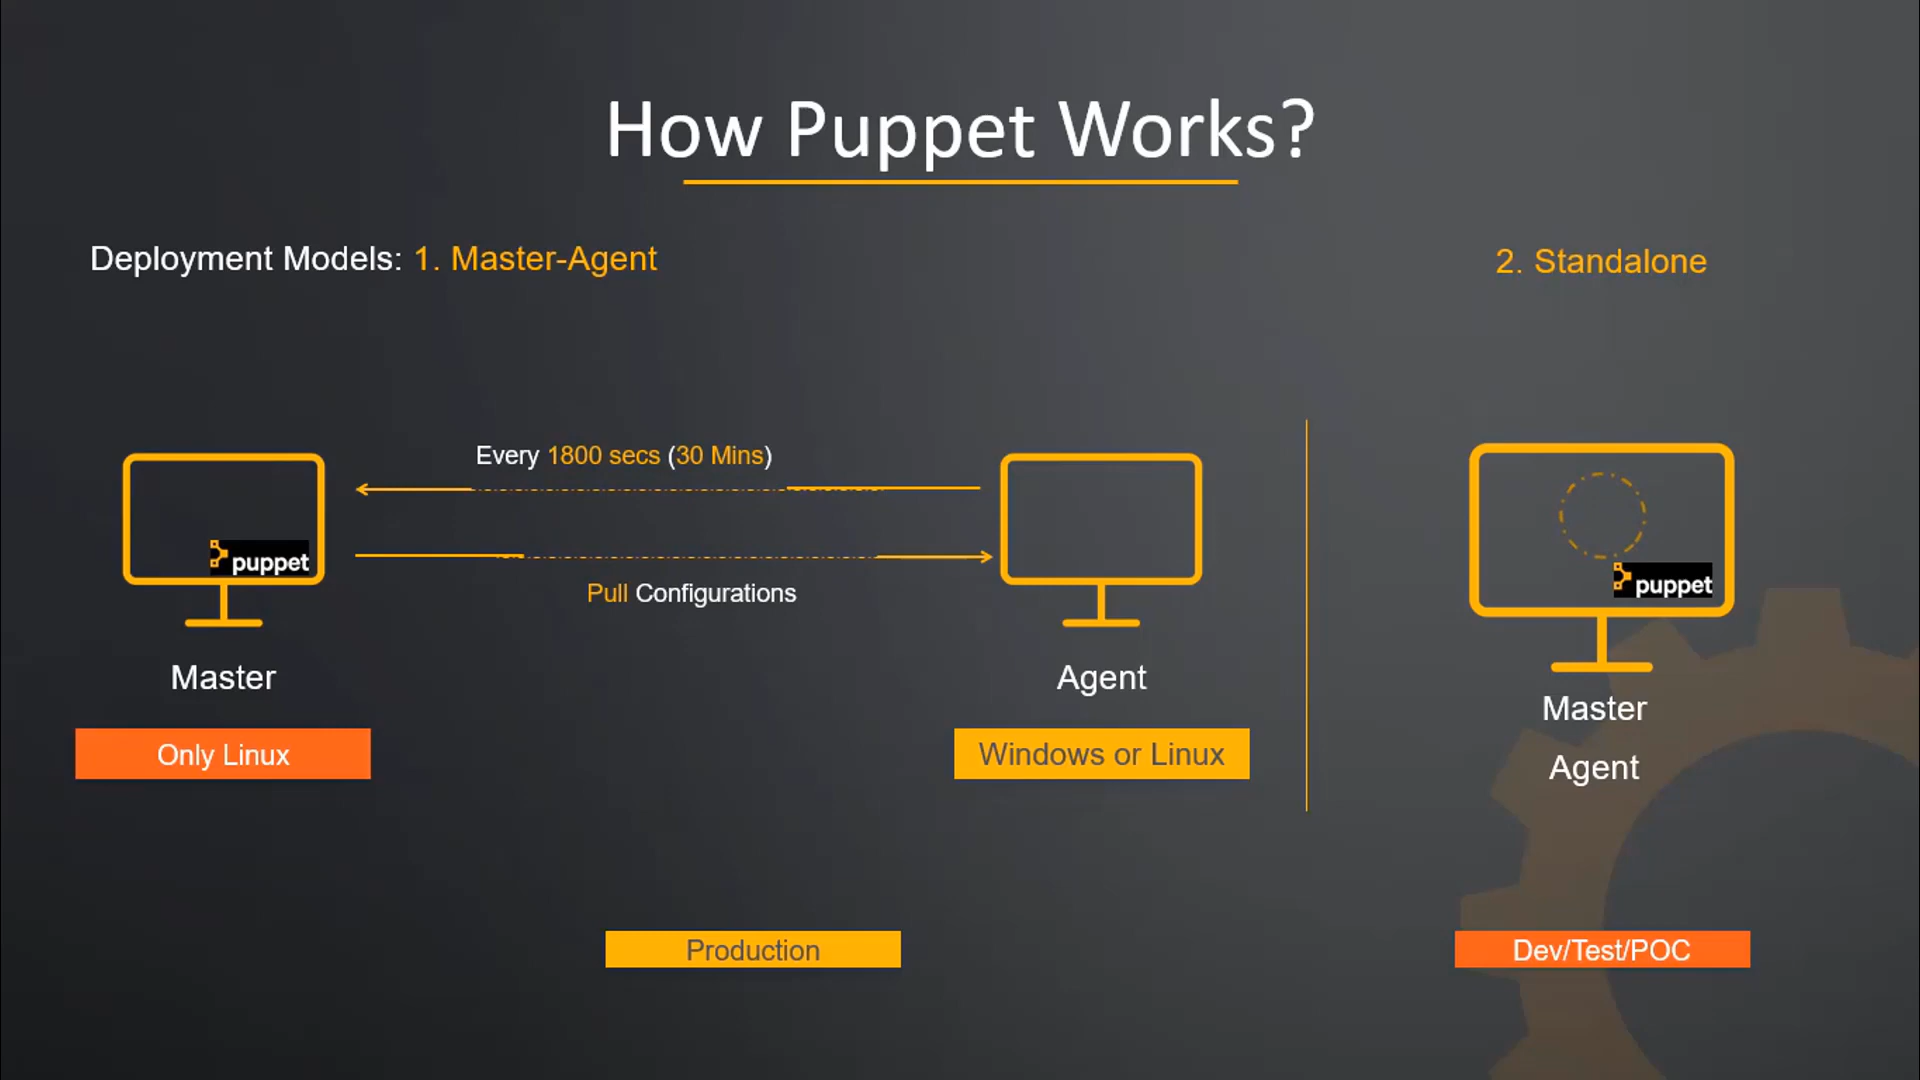 How Puppet Works?
Deployment Models: 1. Master-Agent
2. Standalone
Every 1800 secs (30 Mins)
puppet
Pull Configurations
puppet
Master
Agent
Master
Agent
Only Linux
Windows or Linux
Production
Dev/Test/POC